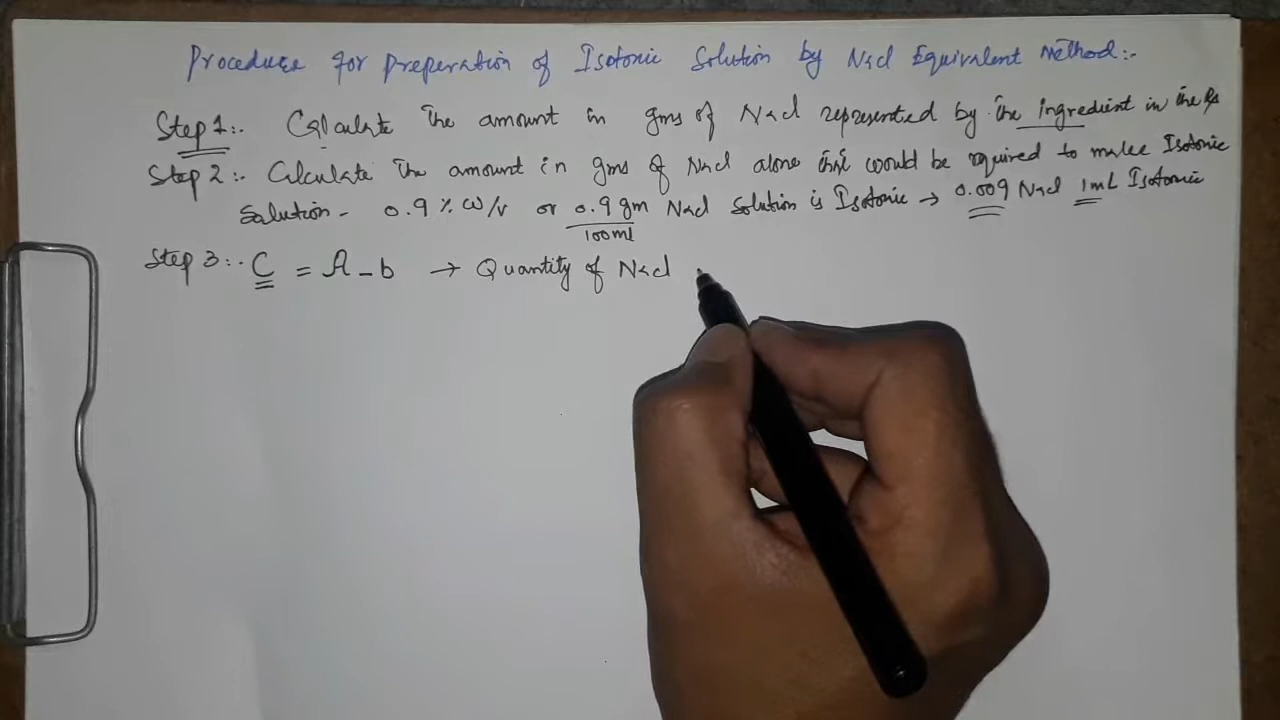 Procedure for preperation of Isotonic Solution by Nacl Equivalent Method:-
Step 1:- Calculate The amount in gms of Nacl represented by the ingredient in the Rx
Step 2:- Calculate The amount in gms of Nacl alone that would be required to make Isotonic
Solution - 0.9 % w/v or 0.9 gm / 100ml Nacl Solution is Isotonic → 0.009 Nacl 1mL Isotonic
Step 3:- C = A - b → Quantity of Nacl